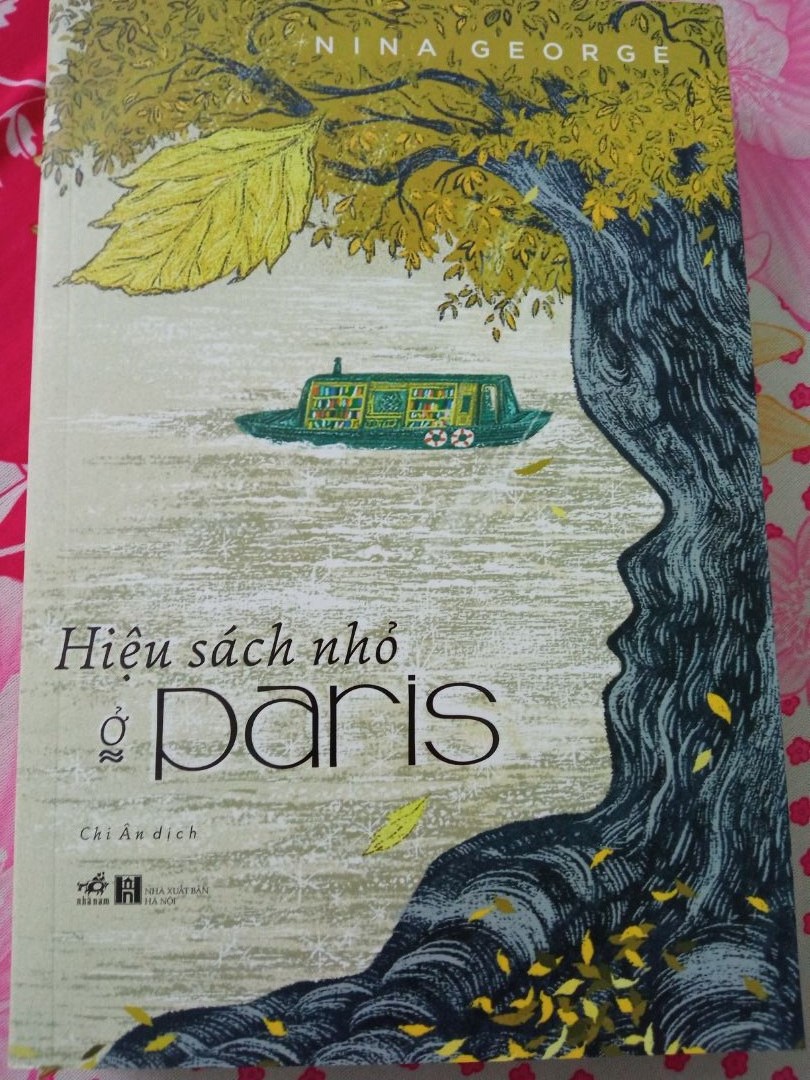 NINA GEORGE
Hiệu sách nhỏ
ở paris
Chi Ân dịch
nhã nam
NHÀ XUẤT BẢN
HÀ NỘI